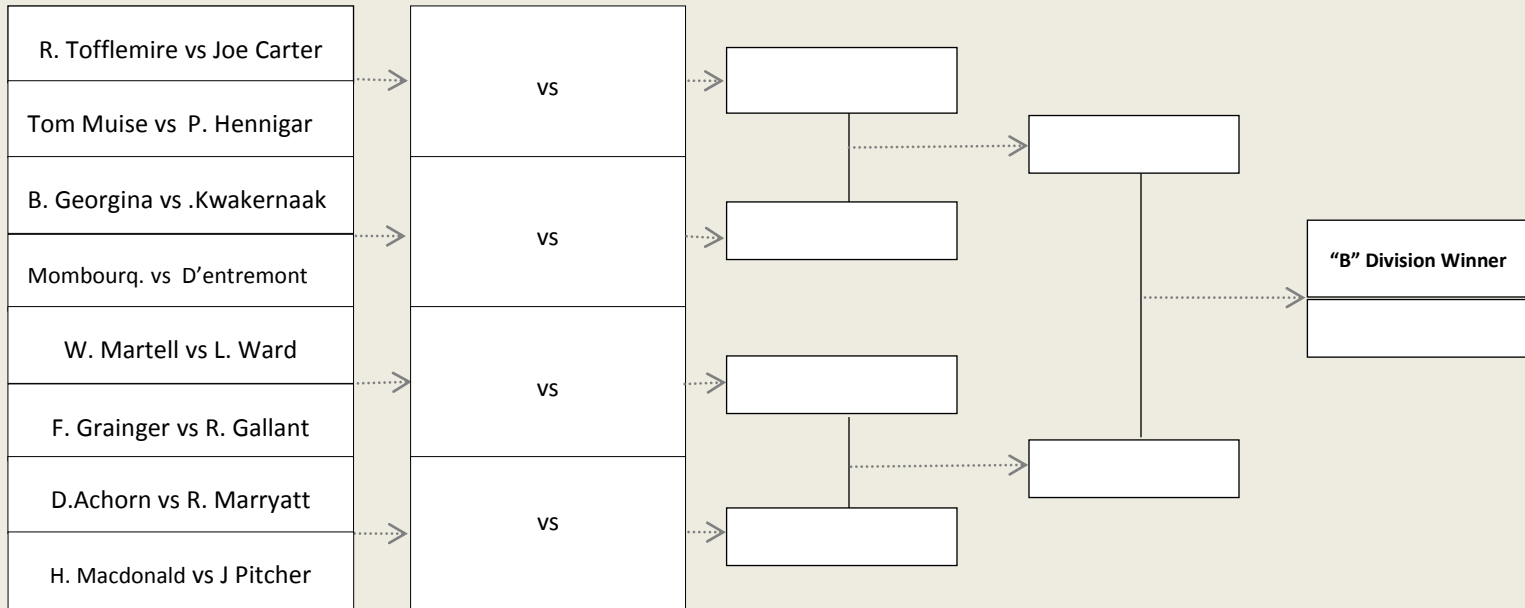 R. Tofflemire vs Joe Carter
Tom Muise vs P. Hennigar
B. Georgina vs .Kwakernaak
Mombourq. vs D’entremont
W. Martell vs L. Ward
F. Grainger vs R. Gallant
D.Achorn vs R. Marryatt
H. Macdonald vs J Pitcher
vs
vs
vs
vs
“B” Division Winner